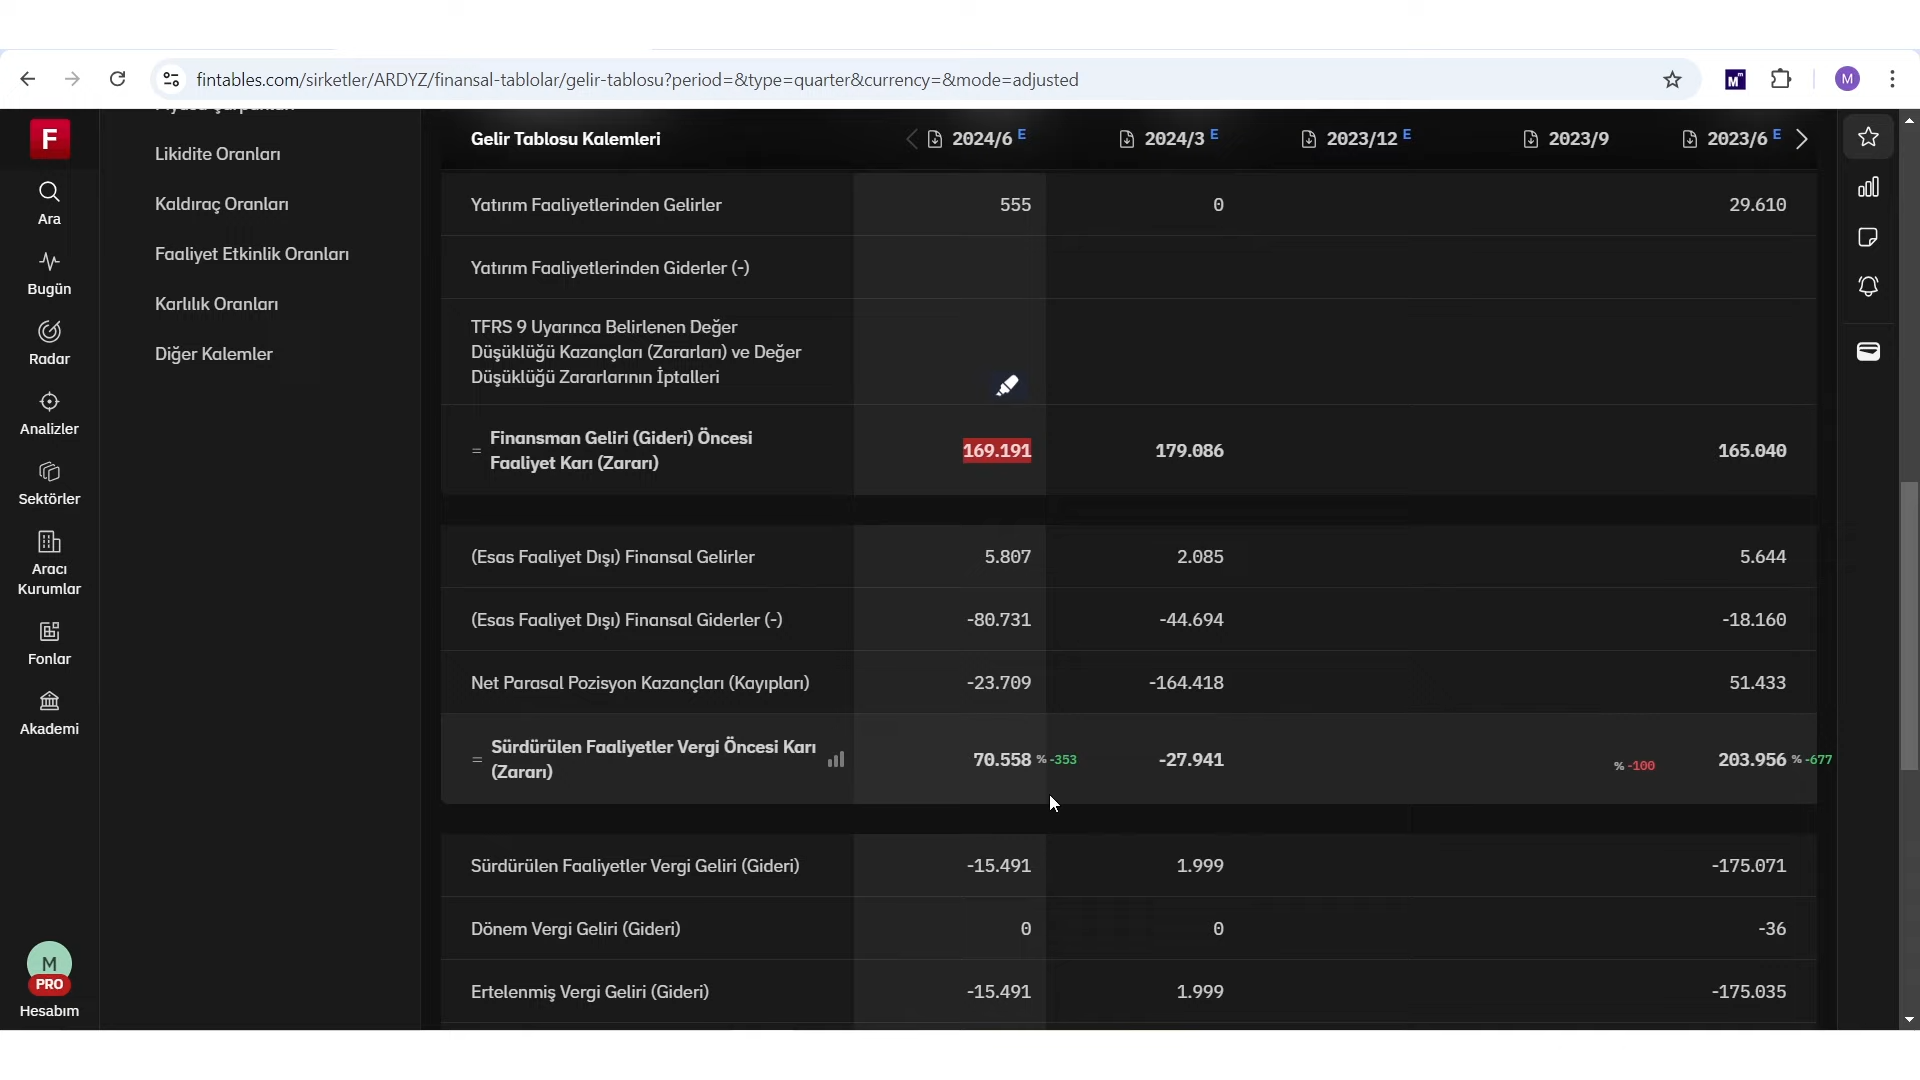 fintables.com/sirketler/ARDYZ/finansal-tablolar/gelir-tablosu?period=&type=quarter&currency=&mode=adjusted
M
M
F
Ara
Bugün
Radar
Analizler
Sektörler
Aracı
Kurumlar
Fonlar
Akademi
M
PRO
Hesabım
Likidite Oranları
Kaldıraç Oranları
Faaliyet Etkinlik Oranları
Karlılık Oranları
Diğer Kalemler
Gelir Tablosu Kalemleri 2024/6 E 2024/3 E 2023/12 E 2023/9 2023/6 E
Yatırım Faaliyetlerinden Gelirler 555 0 29.610
Yatırım Faaliyetlerinden Giderler (-)
TFRS 9 Uyarınca Belirlenen Değer
Düşüklüğü Kazançları (Zararları) ve Değer
Düşüklüğü Zararlarının İptalleri
= Finansman Geliri (Gideri) Öncesi
Faaliyet Karı (Zararı) 169.191 179.086 165.040
(Esas Faaliyet Dışı) Finansal Gelirler 5.807 2.085 5.644
(Esas Faaliyet Dışı) Finansal Giderler (-) -80.731 -44.694 -18.160
Net Parasal Pozisyon Kazançları (Kayıpları) -23.709 -164.418 51.433
= Sürdürülen Faaliyetler Vergi Öncesi Karı
(Zararı) 70.558 % -353 -27.941 % -100 203.956 % -677
Sürdürülen Faaliyetler Vergi Geliri (Gideri) -15.491 1.999 -175.071
Dönem Vergi Geliri (Gideri) 0 0 -36
Ertelenmiş Vergi Geliri (Gideri) -15.491 1.999 -175.035